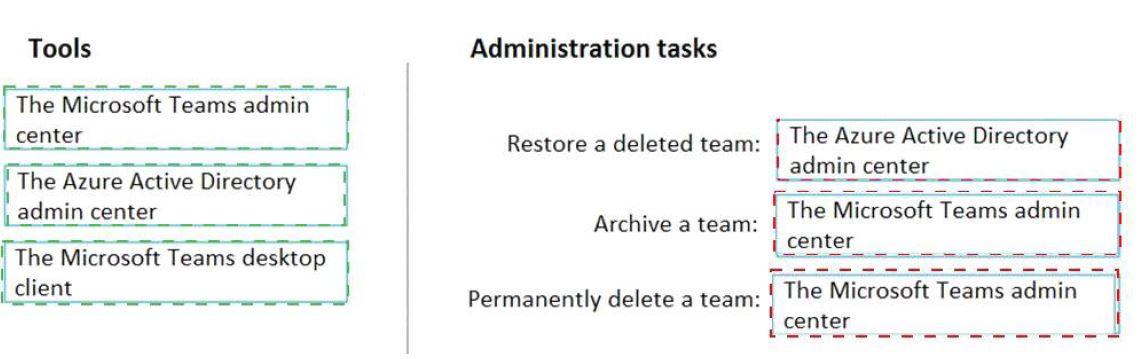 Tools
The Microsoft Teams admin
center
The Azure Active Directory
admin center
The Microsoft Teams desktop
client
Administration tasks
Restore a deleted team:
The Azure Active Directory
admin center
Archive a team:
The Microsoft Teams admin
center
Permanently delete a team:
The Microsoft Teams admin
center